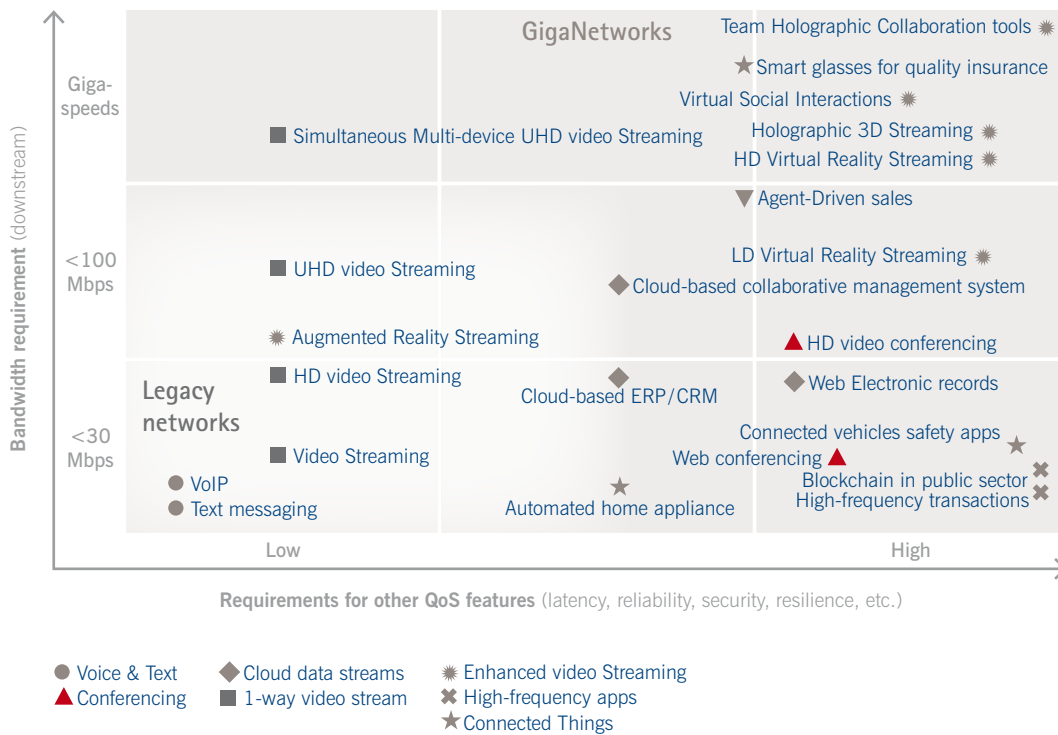 GigaNetworks
Team Holographic Collaboration tools
Smart glasses for quality insurance
Giga-
speeds
Virtual Social Interactions
Simultaneous Multi-device UHD video Streaming
Holographic 3D Streaming
HD Virtual Reality Streaming
Agent-Driven sales
<100
Mbps
UHD video Streaming
LD Virtual Reality Streaming
Cloud-based collaborative management system
Augmented Reality Streaming
HD video conferencing
Legacy
networks
HD video Streaming
Cloud-based ERP/CRM
Web Electronic records
<30
Mbps
Video Streaming
Connected vehicles safety apps
Web conferencing
VoIP
Text messaging
Automated home appliance
Blockchain in public sector
High-frequency transactions
Bandwidth requirement (downstream)
Low
High
Requirements for other QoS features (latency, reliability, security, resilience, etc.)
Voice & Text
Conferencing
Cloud data streams
1-way video stream
Enhanced video Streaming
High-frequency apps
Connected Things